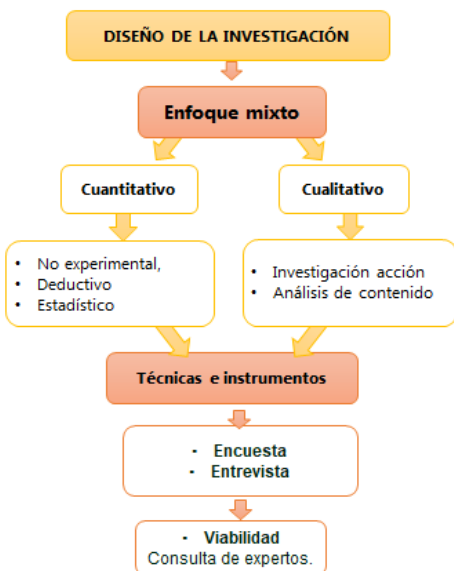 DISEÑO DE LA INVESTIGACIÓN
Enfoque mixto
Cuantitativo
Cualitativo
• No experimental,
• Deductivo
• Estadístico
• Investigación acción
• Análisis de contenido
Técnicas e instrumentos
• Encuesta
• Entrevista
• Viabilidad
Consulta de expertos.